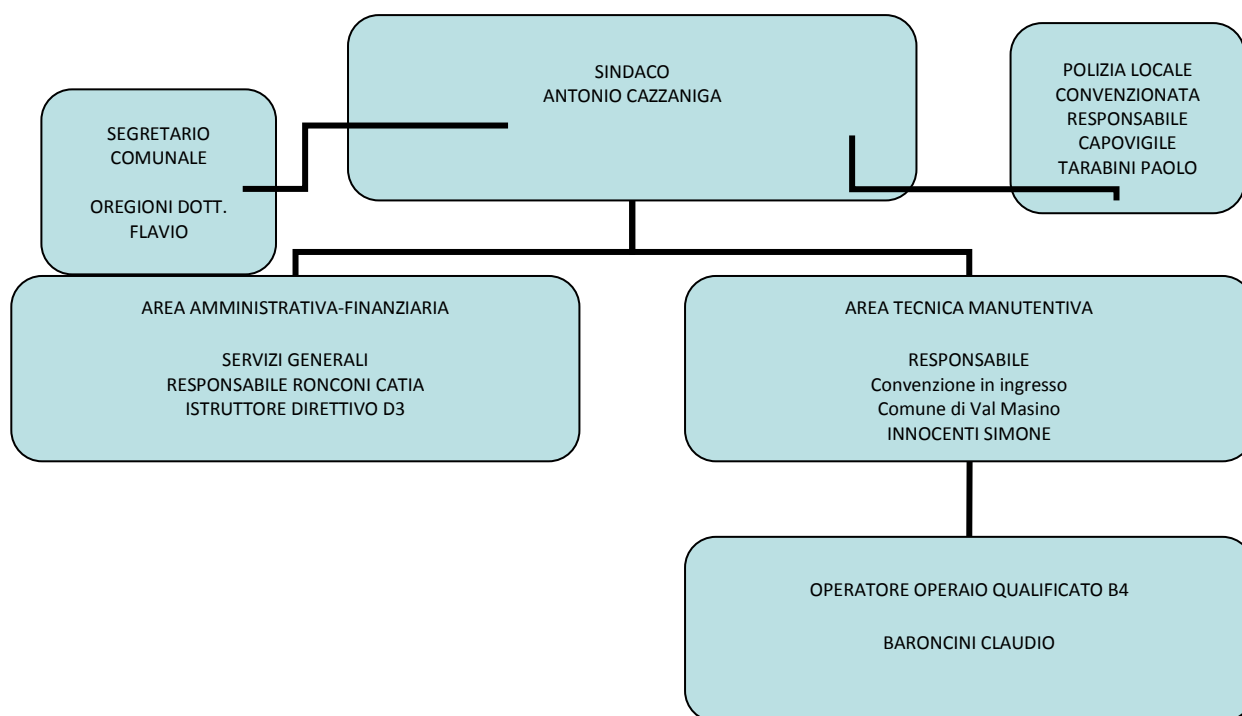 SINDACO
ANTONIO CAZZANIGA
SEGRETARIO
COMUNALE
OREGIONI DOTT.
FLAVIO
POLIZIA LOCALE
CONVENZIONATA
RESPONSABILE
CAPOVIGILE
TARABINI PAOLO
AREA AMMINISTRATIVA-FINANZIARIA
SERVIZI GENERALI
RESPONSABILE RONCONI CATIA
ISTRUTTORE DIRETTIVO D3
AREA TECNICA MANUTENTIVA
RESPONSABILE
Convenzione in ingresso
Comune di Val Masino
INNOCENTI SIMONE
OPERATORE OPERAIO QUALIFICATO B4
BARONCINI CLAUDIO